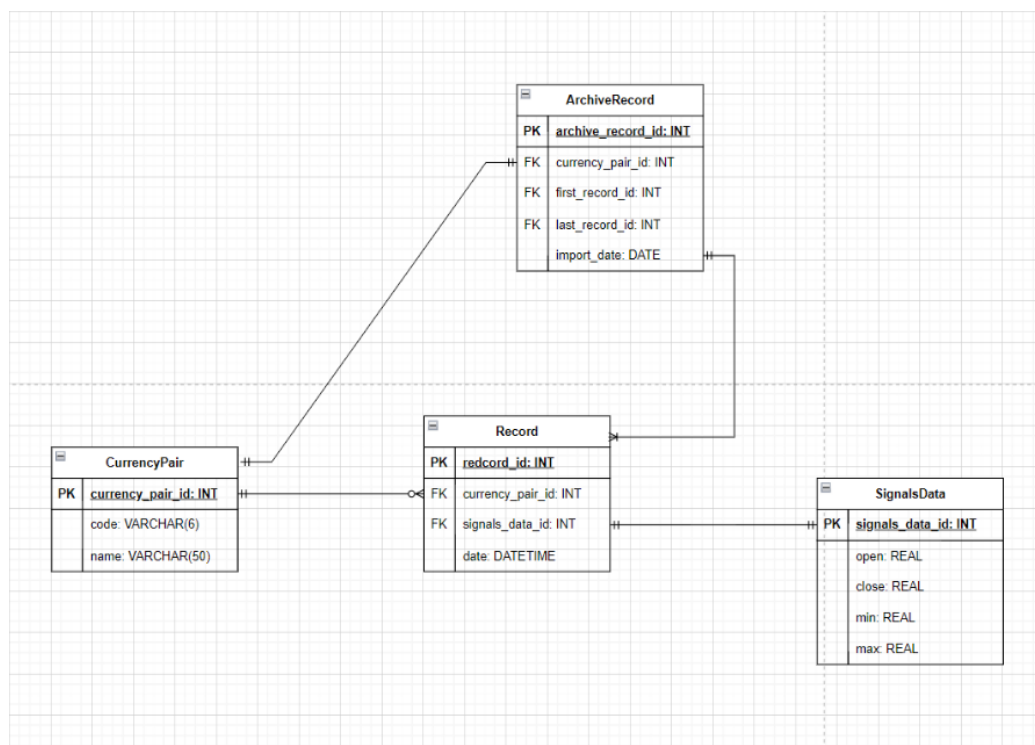 ArchiveRecord
PK archive_record_id: INT
FK currency_pair_id: INT
FK first_record_id: INT
FK last_record_id: INT
import_date: DATE
CurrencyPair
PK currency_pair_id: INT
code: VARCHAR(6)
name: VARCHAR(50)
Record
PK redcord_id: INT
FK currency_pair_id: INT
FK signals_data_id: INT
date: DATETIME
SignalsData
PK signals_data_id: INT
open: REAL
close: REAL
min: REAL
max: REAL